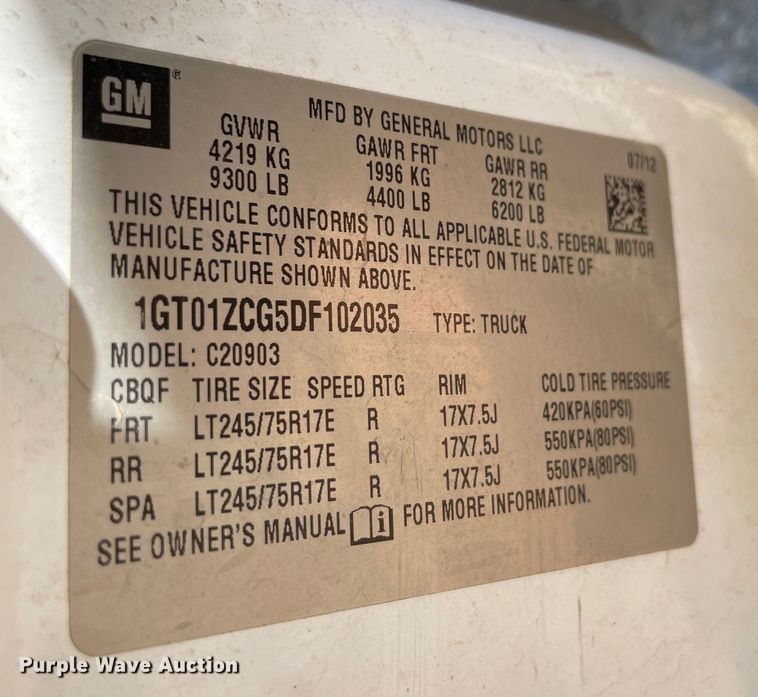 GM ®
MFD BY GENERAL MOTORS LLC
07/12
GVWR GAWR FRT GAWR RR
4219 KG 1996 KG 2812 KG
9300 LB 4400 LB 6200 LB
THIS VEHICLE CONFORMS TO ALL APPLICABLE U.S. FEDERAL MOTOR
VEHICLE SAFETY STANDARDS IN EFFECT ON THE DATE OF
MANUFACTURE SHOWN ABOVE.
1GT01ZCG5DF102035 TYPE: TRUCK
MODEL: C20903
CBQF TIRE SIZE SPEED RTG RIM COLD TIRE PRESSURE
FRT LT245/75R17E R 17X7.5J 420KPA(60PSI)
RR LT245/75R17E R 17X7.5J 550KPA(80PSI)
SPA LT245/75R17E R 17X7.5J 550KPA(80PSI)
SEE OWNER'S MANUAL i FOR MORE INFORMATION.
Purple Wave Auction